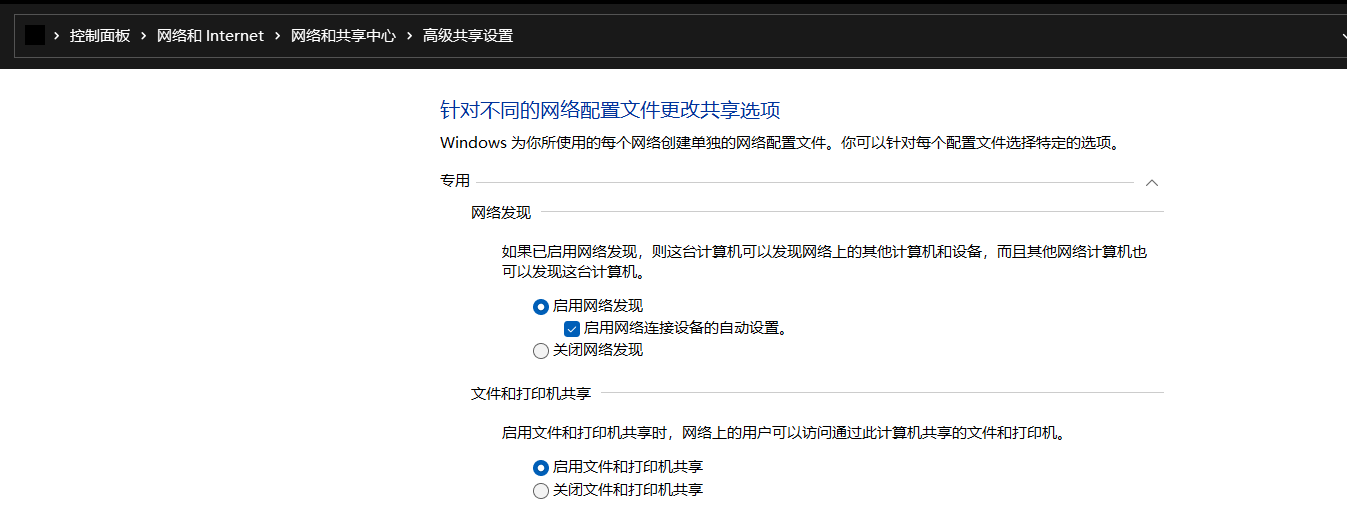 控制面板 › 网络和 Internet › 网络和共享中心 › 高级共享设置
针对不同的网络配置文件更改共享选项
Windows 为你所使用的每个网络创建单独的网络配置文件。你可以针对每个配置文件选择特定的选项。
专用
网络发现
如果已启用网络发现，则这台计算机可以发现网络上的其他计算机和设备，而且其他网络计算机也
可以发现这台计算机。
启用网络发现
启用网络连接设备的自动设置。
关闭网络发现
文件和打印机共享
启用文件和打印机共享时，网络上的用户可以访问通过此计算机共享的文件和打印机。
启用文件和打印机共享
关闭文件和打印机共享